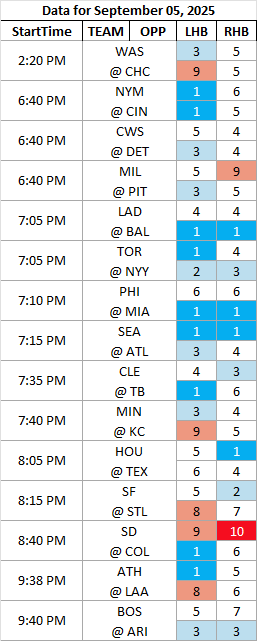 Data for September 05, 2025
StartTime TEAM OPP LHB RHB
2:20 PM WAS 3 5
@ CHC 9 5
6:40 PM NYM 1 6
@ CIN 1 5
6:40 PM CWS 5 4
@ DET 3 4
6:40 PM MIL 5 9
@ PIT 3 5
7:05 PM LAD 4 4
@ BAL 1 1
7:05 PM TOR 1 4
@ NYY 2 3
7:10 PM PHI 6 6
@ MIA 1 1
7:15 PM SEA 1 1
@ ATL 3 4
7:35 PM CLE 4 3
@ TB 1 6
7:40 PM MIN 3 4
@ KC 9 5
8:05 PM HOU 5 1
@ TEX 6 4
8:15 PM SF 5 2
@ STL 8 7
8:40 PM SD 9 10
@ COL 1 6
9:38 PM ATH 1 5
@ LAA 8 6
9:40 PM BOS 5 7
@ ARI 3 3